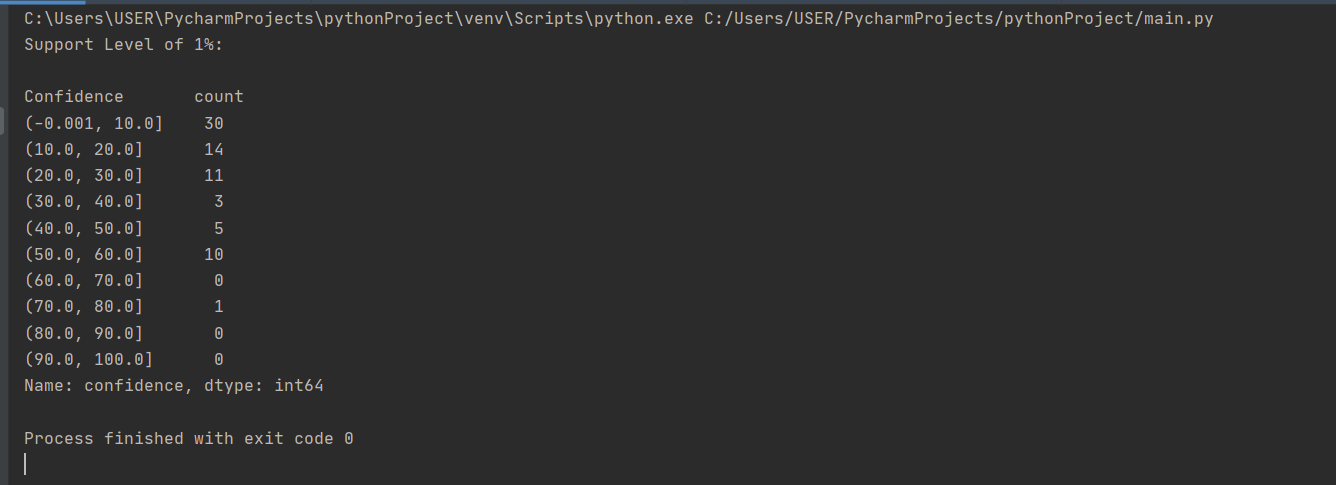 C:\Users\USER\PycharmProjects\pythonProject\venv\Scripts\python.exe C:/Users/USER/PycharmProjects/pythonProject/main.py
Support Level of 1%:
Confidence       count
(-0.001, 10.0]    30
(10.0, 20.0]      14
(20.0, 30.0]      11
(30.0, 40.0]       3
(40.0, 50.0]       5
(50.0, 60.0]      10
(60.0, 70.0]       0
(70.0, 80.0]       1
(80.0, 90.0]       0
(90.0, 100.0]      0
Name: confidence, dtype: int64
Process finished with exit code 0